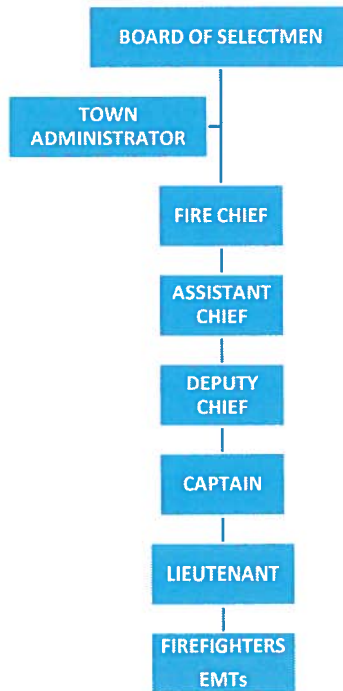 BOARD OF SELECTMEN
TOWN
ADMINISTRATOR
FIRE CHIEF
ASSISTANT
CHIEF
DEPUTY
CHIEF
CAPTAIN
LIEUTENANT
FIREFIGHTERS
EMTs